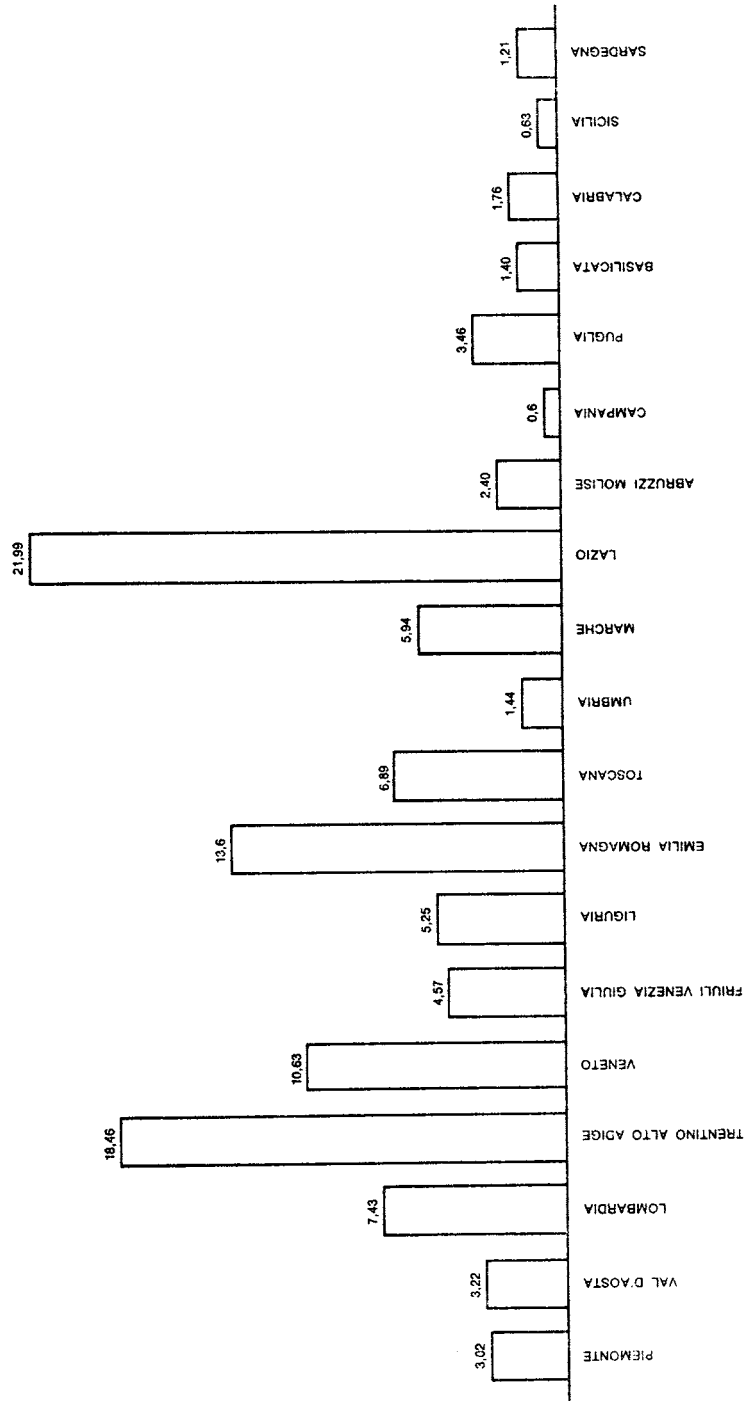 PIEMONTE
3,02
VAL D'AOSTA
3,22
LOMBARDIA
7,43
TRENTINO ALTO ADIGE
18,46
VENETO
10,63
FRIULI VENEZIA GIULIA
4,57
LIGURIA
5,25
EMILIA ROMAGNA
13,6
TOSCANA
6,89
UMBRIA
1,44
MARCHE
5,94
LAZIO
21,99
ABRUZZI MOLISE
2,40
CAMPANIA
0,6
PUGLIA
3,46
BASILICATA
1,40
CALABRIA
1,76
SICILIA
0,63
SARDEGNA
1,21